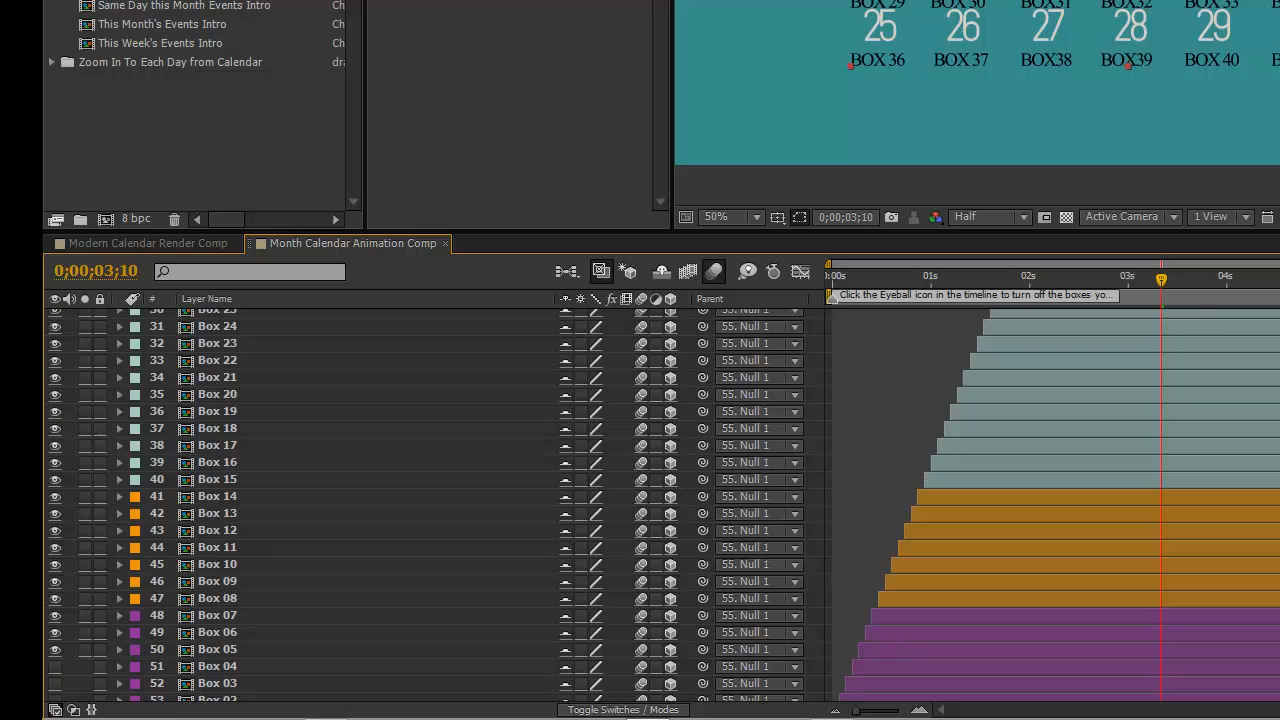 Same Day this Month Events Intro Ch
This Month's Events Intro Ch
This Week's Events Intro Ch
Zoom In To Each Day from Calendar dra
8 bpc
BOX 29 BOX 30 BOX31 BOX32 BOX 33
25 26 27 28 29
BOX 36 BOX 37 BOX38 BOX39 BOX 40
50% 0;00;03;10 Half Active Camera 1 View
Modern Calendar Render Comp Month Calendar Animation Comp ×
0;00;03;10
:00s 01s 02s 03s 04s
Click the Eyeball icon in the timeline to turn off the boxes yo...
# Layer Name fx Parent
30 Box 25 55. Null 1
31 Box 24 55. Null 1
32 Box 23 55. Null 1
33 Box 22 55. Null 1
34 Box 21 55. Null 1
35 Box 20 55. Null 1
36 Box 19 55. Null 1
37 Box 18 55. Null 1
38 Box 17 55. Null 1
39 Box 16 55. Null 1
40 Box 15 55. Null 1
41 Box 14 55. Null 1
42 Box 13 55. Null 1
43 Box 12 55. Null 1
44 Box 11 55. Null 1
45 Box 10 55. Null 1
46 Box 09 55. Null 1
47 Box 08 55. Null 1
48 Box 07 55. Null 1
49 Box 06 55. Null 1
50 Box 05 55. Null 1
51 Box 04 55. Null 1
52 Box 03 55. Null 1
53 Box 02
Toggle Switches / Modes